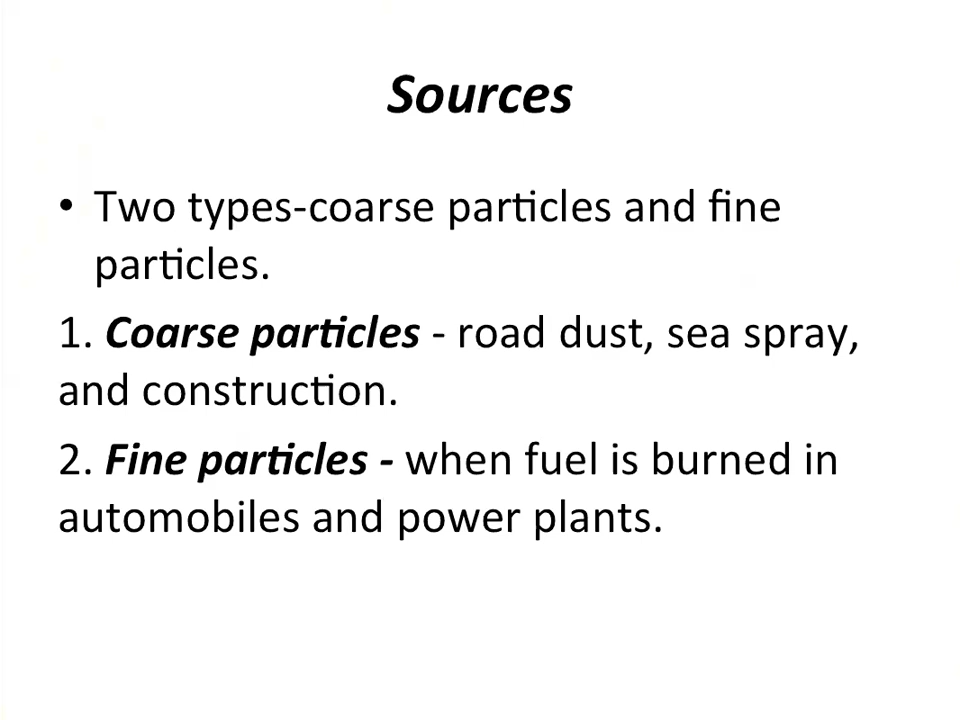 Sources
• Two types-coarse particles and fine
particles.
1. Coarse particles - road dust, sea spray,
and construction.
2. Fine particles - when fuel is burned in
automobiles and power plants.